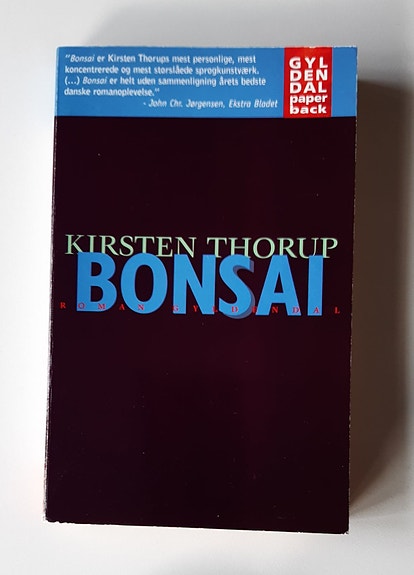 "Bonsai er Kirsten Thorups mest personlige, mest
koncentrerede og mest storslåede sprogkunstværk.
(...) Bonsai er helt uden sammenligning årets bedste
danske romanoplevelse."
- John Chr. Jørgensen, Ekstra Bladet
GYL
DEN
DAL
paper
back
KIRSTEN THORUP
BONSAI
ROMAN GYLDENDAL